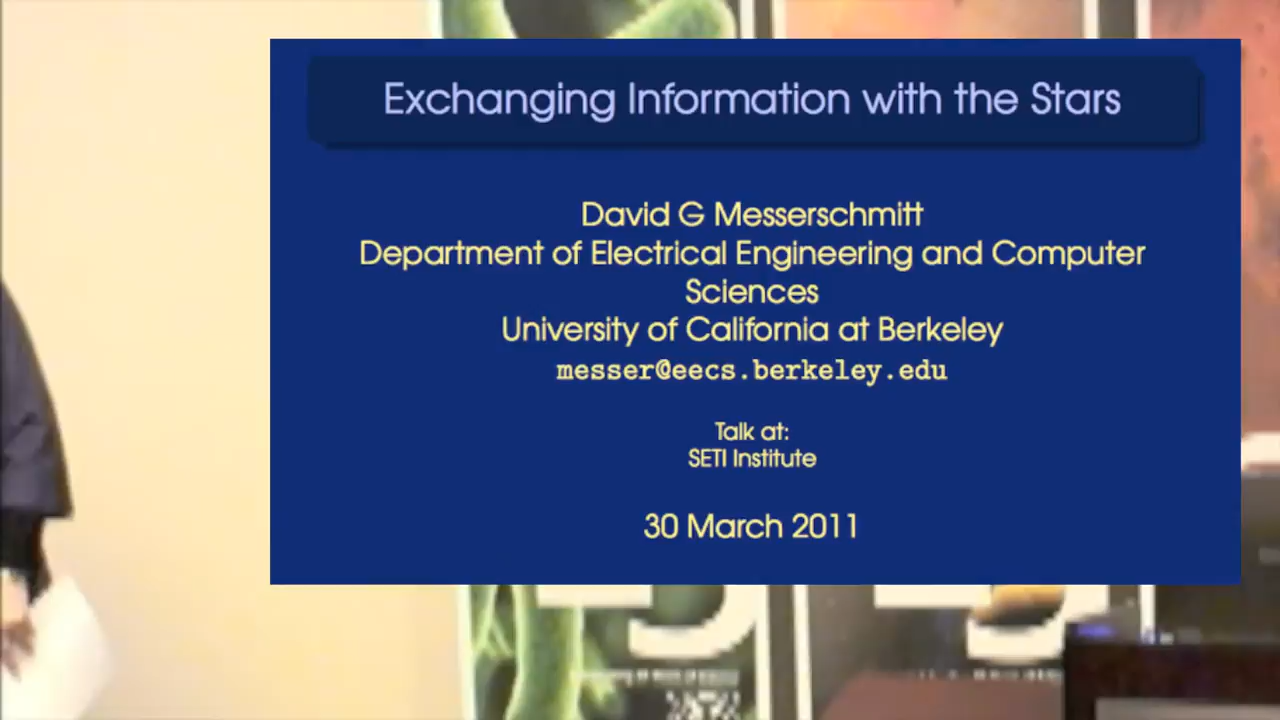 Exchanging Information with the Stars
David G Messerschmitt
Department of Electrical Engineering and Computer
Sciences
University of California at Berkeley
messer@eecs.berkeley.edu
Talk at:
SETI Institute
30 March 2011